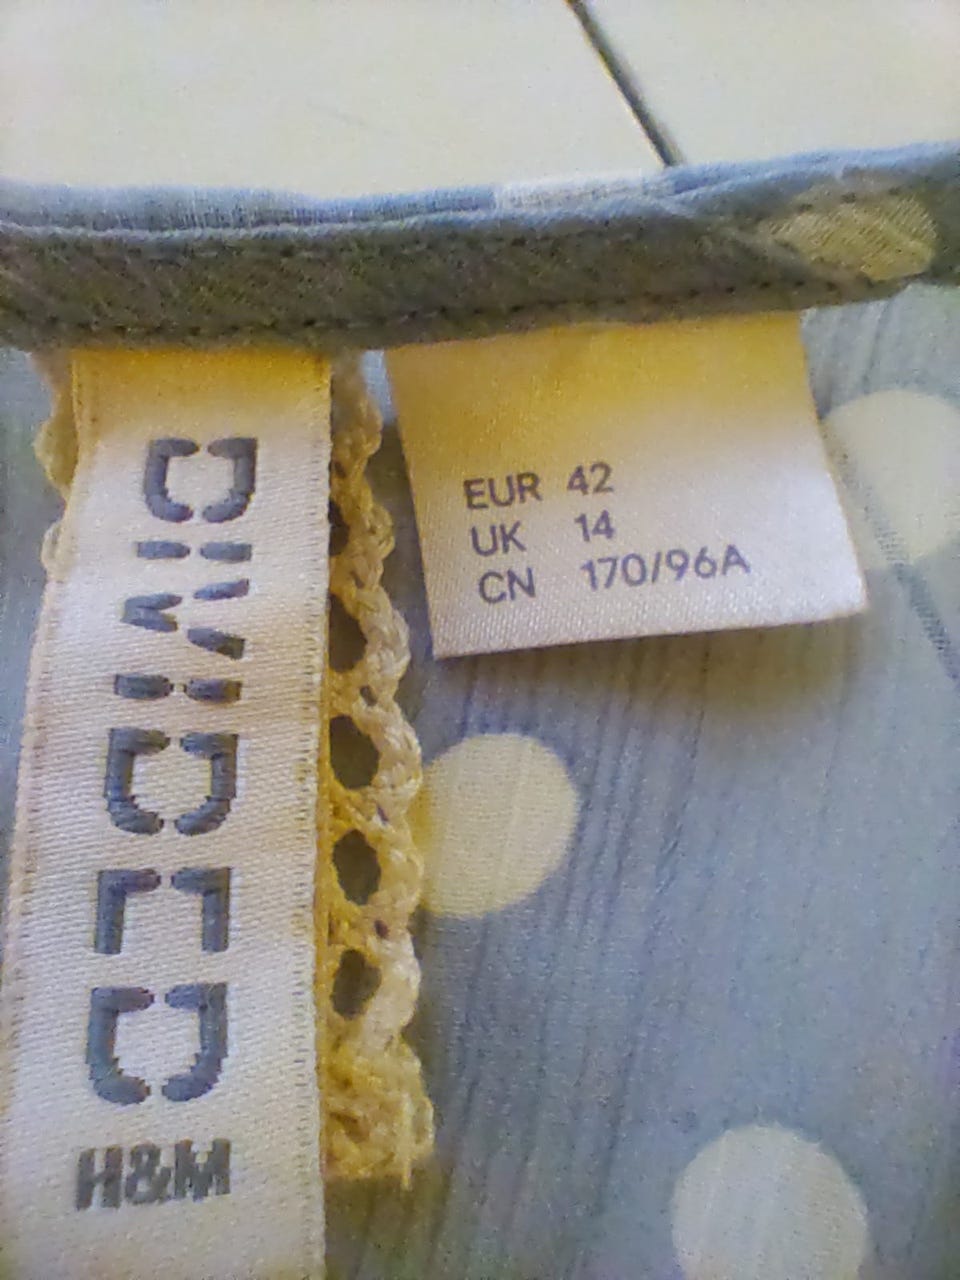 DIVIDED
H&M
EUR 42
UK 14
CN 170/96A